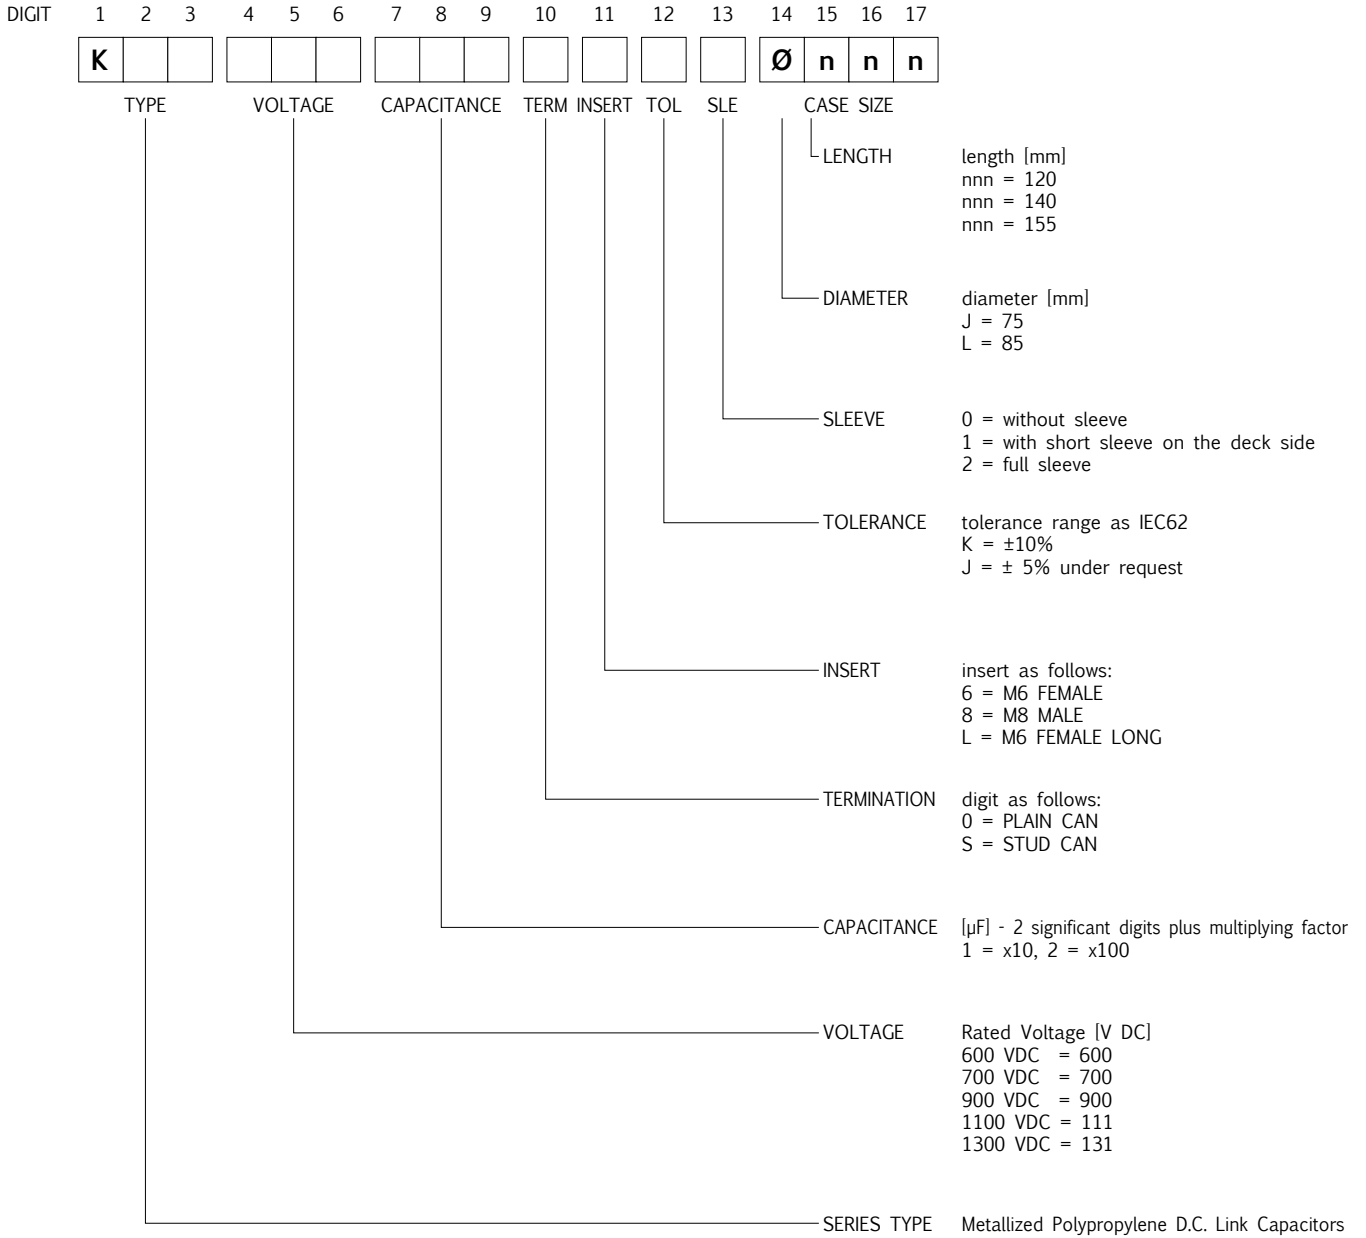 DIGIT 1 2 3 4 5 6 7 8 9 10 11 12 13 14 15 16 17
K Ø n n n
TYPE VOLTAGE CAPACITANCE TERM INSERT TOL SLE CASE SIZE
LENGTH length [mm]
nnn = 120
nnn = 140
nnn = 155
DIAMETER diameter [mm]
J = 75
L = 85
SLEEVE 0 = without sleeve
1 = with short sleeve on the deck side
2 = full sleeve
TOLERANCE tolerance range as IEC62
K = ±10%
J = ± 5% under request
INSERT insert as follows:
6 = M6 FEMALE
8 = M8 MALE
L = M6 FEMALE LONG
TERMINATION digit as follows:
0 = PLAIN CAN
S = STUD CAN
CAPACITANCE [µF] - 2 significant digits plus multiplying factor
1 = x10, 2 = x100
VOLTAGE Rated Voltage [V DC]
600 VDC = 600
700 VDC = 700
900 VDC = 900
1100 VDC = 111
1300 VDC = 131
SERIES TYPE Metallized Polypropylene D.C. Link Capacitors